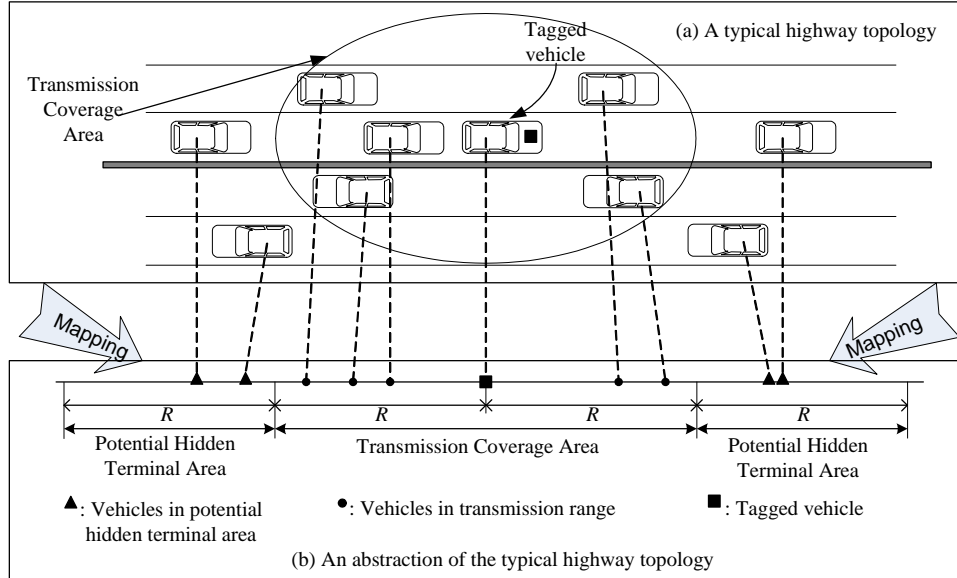 (a) A typical highway topology
Tagged
vehicle
Transmission
Coverage
Area
Mapping
Mapping
R
R
R
R
Potential Hidden
Terminal Area
Transmission Coverage Area
Potential Hidden
Terminal Area
: Vehicles in potential
hidden terminal area
: Vehicles in transmission range
: Tagged vehicle
(b) An abstraction of the typical highway topology